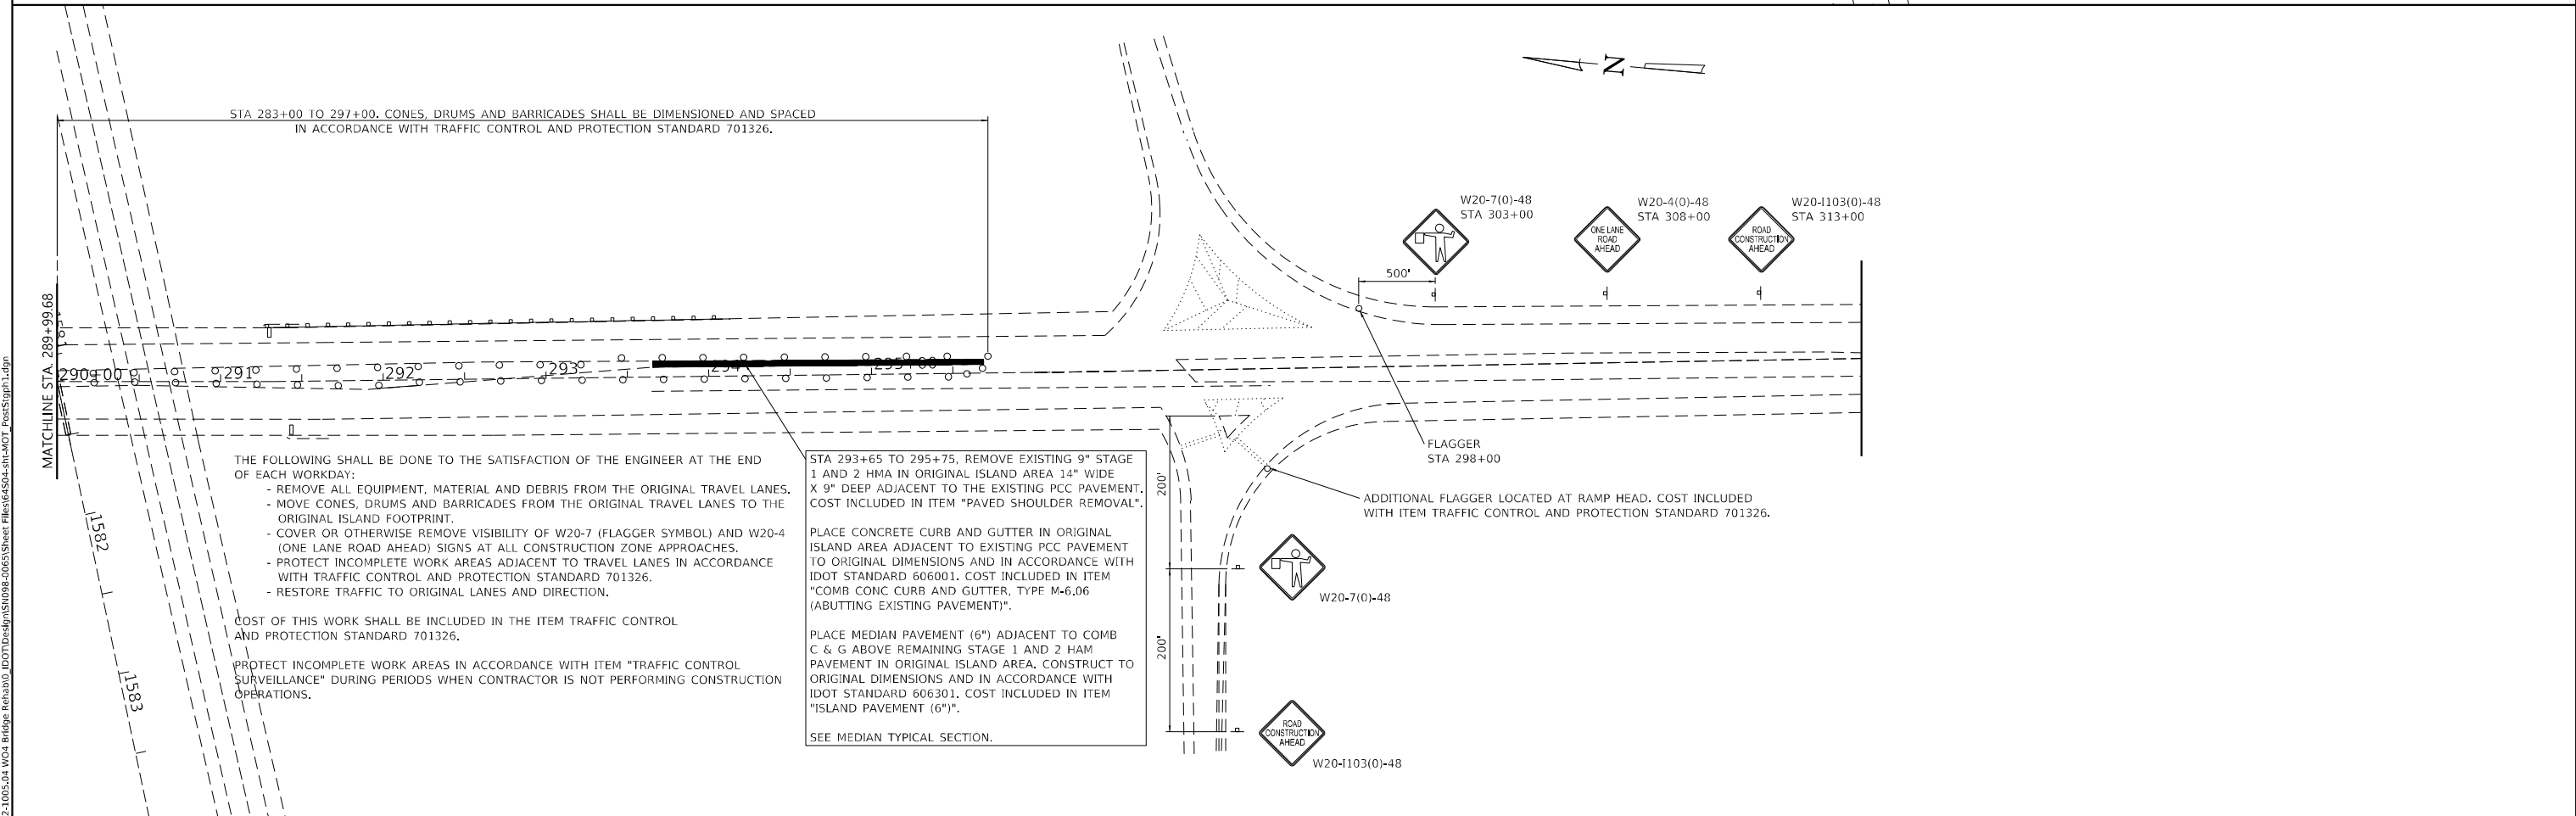 STA 283+00 TO 297+00. CONES, DRUMS AND BARRICADES SHALL BE DIMENSIONED AND SPACED
IN ACCORDANCE WITH TRAFFIC CONTROL AND PROTECTION STANDARD 701326.
N
W20-7(0)-48
STA 303+00
W20-4(0)-48
STA 308+00
W20-I103(0)-48
STA 313+00
ONE LANE
ROAD
AHEAD
ROAD
CONSTRUCTION
AHEAD
500'
MATCHLINE STA. 289+99.68
290+00
291
292
293
294
295+00
FLAGGER
STA 298+00
THE FOLLOWING SHALL BE DONE TO THE SATISFACTION OF THE ENGINEER AT THE END
OF EACH WORKDAY:
- REMOVE ALL EQUIPMENT, MATERIAL AND DEBRIS FROM THE ORIGINAL TRAVEL LANES.
- MOVE CONES, DRUMS AND BARRICADES FROM THE ORIGINAL TRAVEL LANES TO THE
ORIGINAL ISLAND FOOTPRINT.
- COVER OR OTHERWISE REMOVE VISIBILITY OF W20-7 (FLAGGER SYMBOL) AND W20-4
(ONE LANE ROAD AHEAD) SIGNS AT ALL CONSTRUCTION ZONE APPROACHES.
- PROTECT INCOMPLETE WORK AREAS ADJACENT TO TRAVEL LANES IN ACCORDANCE
WITH TRAFFIC CONTROL AND PROTECTION STANDARD 701326.
- RESTORE TRAFFIC TO ORIGINAL LANES AND DIRECTION.
COST OF THIS WORK SHALL BE INCLUDED IN THE ITEM TRAFFIC CONTROL
AND PROTECTION STANDARD 701326.
PROTECT INCOMPLETE WORK AREAS IN ACCORDANCE WITH ITEM "TRAFFIC CONTROL
SURVEILLANCE" DURING PERIODS WHEN CONTRACTOR IS NOT PERFORMING CONSTRUCTION
OPERATIONS.
STA 293+65 TO 295+75, REMOVE EXISTING 9" STAGE
1 AND 2 HMA IN ORIGINAL ISLAND AREA 14" WIDE
X 9" DEEP ADJACENT TO THE EXISTING PCC PAVEMENT.
COST INCLUDED IN ITEM "PAVED SHOULDER REMOVAL".
PLACE CONCRETE CURB AND GUTTER IN ORIGINAL
ISLAND AREA ADJACENT TO EXISTING PCC PAVEMENT
TO ORIGINAL DIMENSIONS AND IN ACCORDANCE WITH
IDOT STANDARD 606001. COST INCLUDED IN ITEM
"COMB CONC CURB AND GUTTER, TYPE M-6.06
(ABUTTING EXISTING PAVEMENT)".
PLACE MEDIAN PAVEMENT (6") ADJACENT TO COMB
C & G ABOVE REMAINING STAGE 1 AND 2 HAM
PAVEMENT IN ORIGINAL ISLAND AREA. CONSTRUCT TO
ORIGINAL DIMENSIONS AND IN ACCORDANCE WITH
IDOT STANDARD 606301. COST INCLUDED IN ITEM
"ISLAND PAVEMENT (6")".
SEE MEDIAN TYPICAL SECTION.
200'
200'
ADDITIONAL FLAGGER LOCATED AT RAMP HEAD. COST INCLUDED
WITH ITEM TRAFFIC CONTROL AND PROTECTION STANDARD 701326.
W20-7(0)-48
ROAD
CONSTRUCTION
AHEAD
W20-I103(0)-48
1582
1583
2-1005.04 WO4 Bridge Rehab\0_IDOT\Design\SN098-0065\Sheet Files\64S04-sht-MOT_PostStgph1.dgn